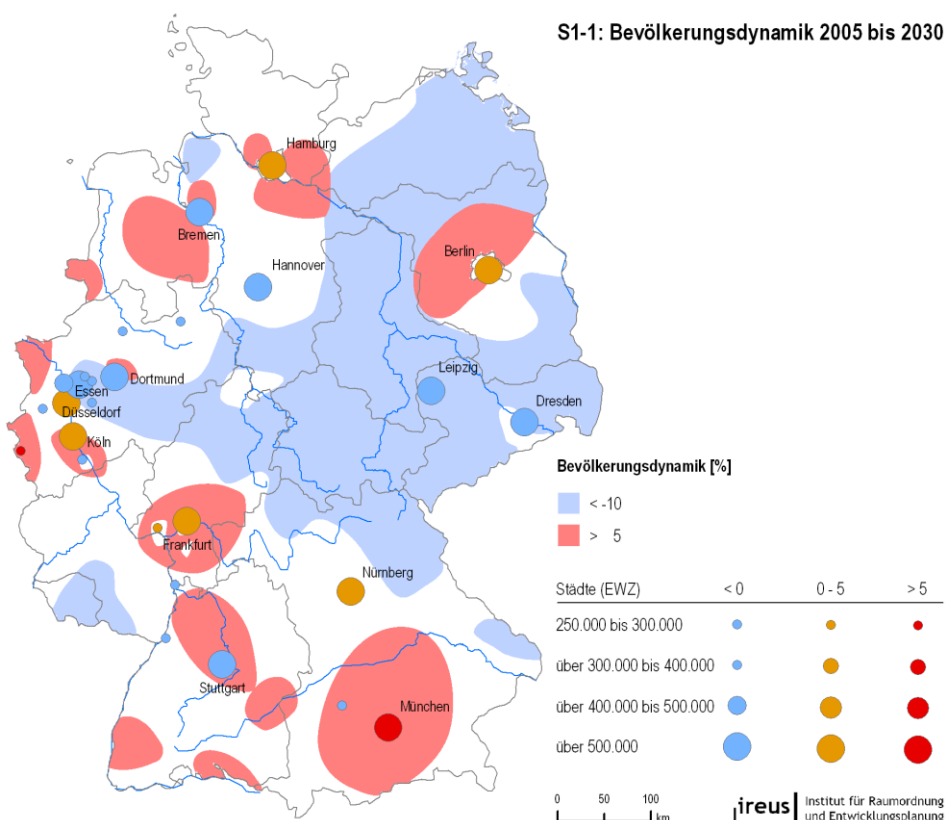 S1-1: Bevölkerungsdynamik 2005 bis 2030
Hamburg
Bremen
Berlin
Hannover
Leipzig
Dortmund
Essen
Dresden
Düsseldorf
Köln
Frankfurt
Nürnberg
Stuttgart
München
Bevölkerungsdynamik [%]
< -10
> 5
Städte (EWZ) < 0 0 - 5 > 5
250.000 bis 300.000
über 300.000 bis 400.000
über 400.000 bis 500.000
über 500.000
0 50 100
km
ireus Institut für Raumordnung
und Entwicklungsplanung